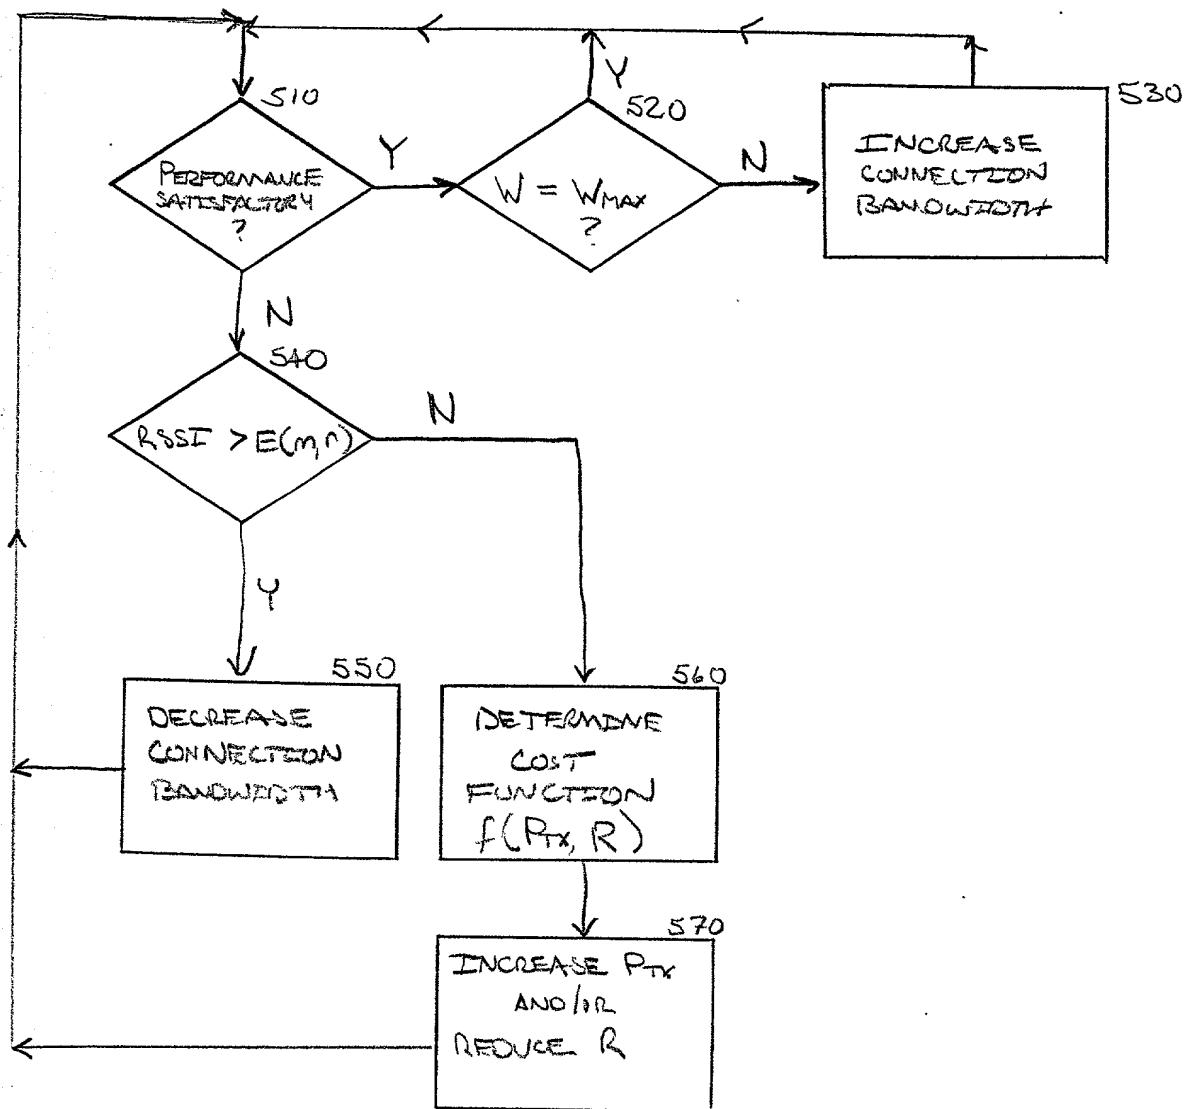 510
PERFORMANCE
SATISFACTORY
?
Y
Y
520
W = WMAX
?
N
530
INCREASE
CONNECTION
BANDWIDTH
N
540
RSSI > E(m,n)
N
Y
550
DECREASE
CONNECTION
BANDWIDTH
560
DETERMINE
COST
FUNCTION
f(PTX, R)
570
INCREASE PTX
AND/OR
REDUCE R